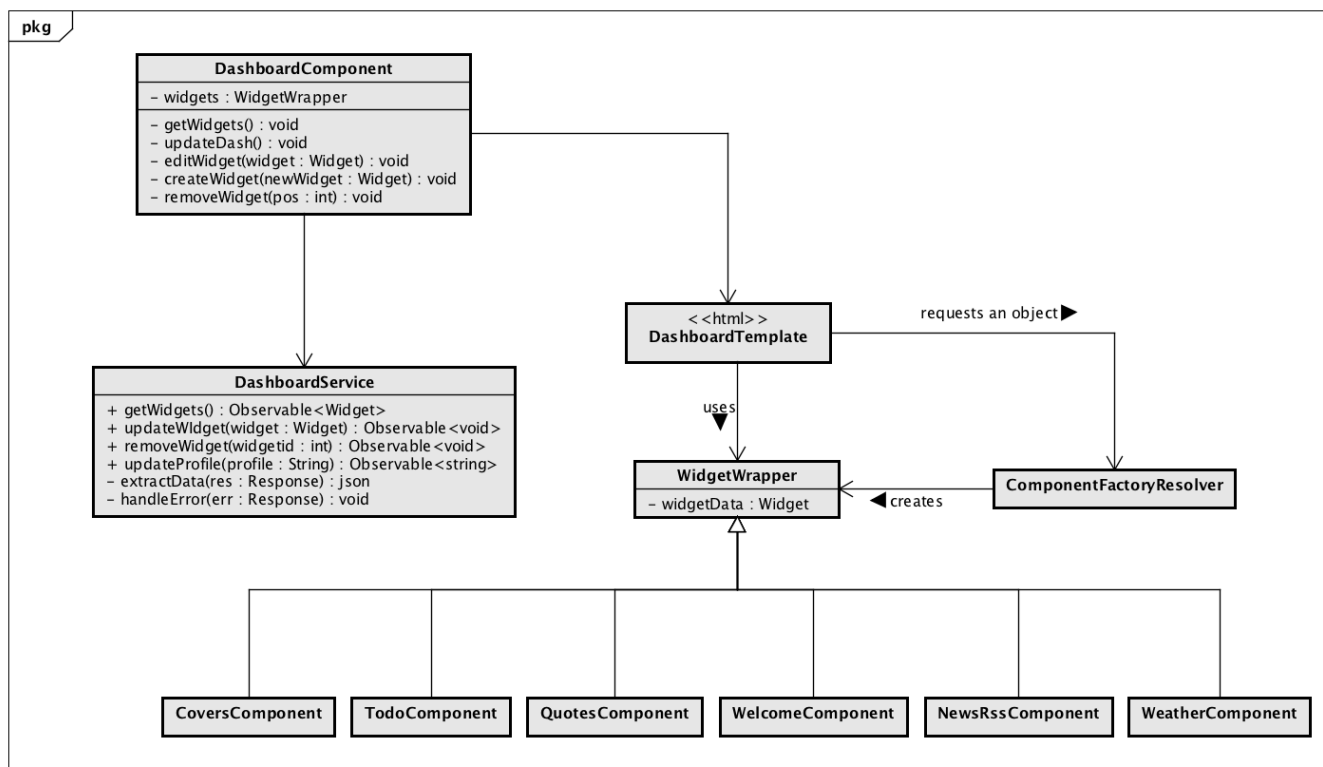 pkg
DashboardComponent
– widgets : WidgetWrapper
– getWidgets() : void
– updateDash() : void
– editWidget(widget : Widget) : void
– createWidget(newWidget : Widget) : void
– removeWidget(pos : int) : void
<<html>>
DashboardTemplate
requests an object ▶
DashboardService
+ getWidgets() : Observable<Widget>
+ updateWIdget(widget : Widget) : Observable<void>
+ removeWidget(widgetid : int) : Observable<void>
+ updateProfile(profile : String) : Observable<string>
– extractData(res : Response) : json
– handleError(err : Response) : void
uses
▼
WidgetWrapper
– widgetData : Widget
◀ creates
ComponentFactoryResolver
CoversComponent
TodoComponent
QuotesComponent
WelcomeComponent
NewsRssComponent
WeatherComponent